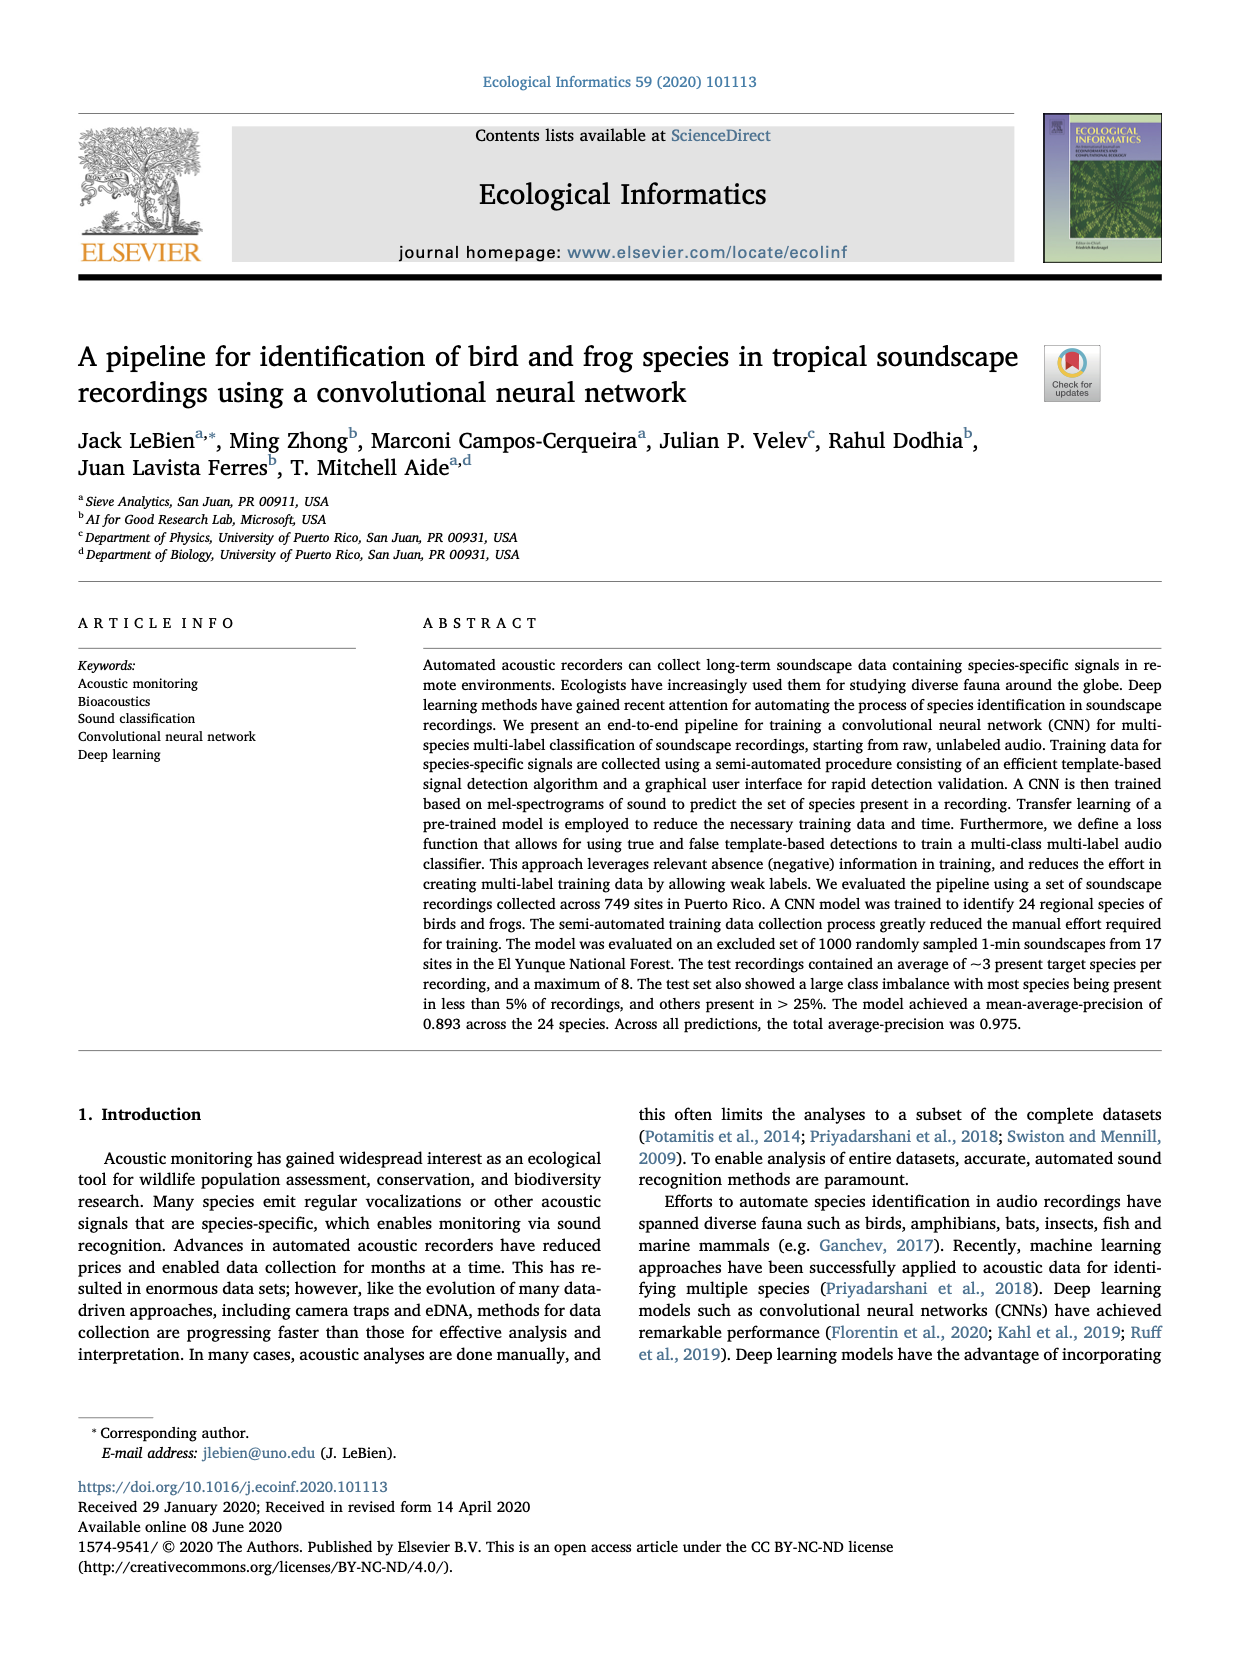 Ecological Informatics 59 (2020) 101113
Contents lists available at ScienceDirect
Ecological Informatics
journal homepage: www.elsevier.com/locate/ecolinf
ELSEVIER
ECOLOGICAL
INFORMATICS
A pipeline for identification of bird and frog species in tropical soundscape
recordings using a convolutional neural network
Check for
updates
Jack LeBien a,*, Ming Zhong b, Marconi Campos-Cerqueira a, Julian P. Velev c, Rahul Dodhia b,
Juan Lavista Ferres b, T. Mitchell Aide a,d
a Sieve Analytics, San Juan, PR 00911, USA
b AI for Good Research Lab, Microsoft, USA
c Department of Physics, University of Puerto Rico, San Juan, PR 00931, USA
d Department of Biology, University of Puerto Rico, San Juan, PR 00931, USA
ARTICLE INFO
Keywords:
Acoustic monitoring
Bioacoustics
Sound classification
Convolutional neural network
Deep learning
ABSTRACT
Automated acoustic recorders can collect long-term soundscape data containing species-specific signals in re-
mote environments. Ecologists have increasingly used them for studying diverse fauna around the globe. Deep
learning methods have gained recent attention for automating the process of species identification in soundscape
recordings. We present an end-to-end pipeline for training a convolutional neural network (CNN) for multi-
species multi-label classification of soundscape recordings, starting from raw, unlabeled audio. Training data for
species-specific signals are collected using a semi-automated procedure consisting of an efficient template-based
signal detection algorithm and a graphical user interface for rapid detection validation. A CNN is then trained
based on mel-spectrograms of sound to predict the set of species present in a recording. Transfer learning of a
pre-trained model is employed to reduce the necessary training data and time. Furthermore, we define a loss
function that allows for using true and false template-based detections to train a multi-class multi-label audio
classifier. This approach leverages relevant absence (negative) information in training, and reduces the effort in
creating multi-label training data by allowing weak labels. We evaluated the pipeline using a set of soundscape
recordings collected across 749 sites in Puerto Rico. A CNN model was trained to identify 24 regional species of
birds and frogs. The semi-automated training data collection process greatly reduced the manual effort required
for training. The model was evaluated on an excluded set of 1000 randomly sampled 1-min soundscapes from 17
sites in the El Yunque National Forest. The test recordings contained an average of ~3 present target species per
recording, and a maximum of 8. The test set also showed a large class imbalance with most species being present
in less than 5% of recordings, and others present in > 25%. The model achieved a mean-average-precision of
0.893 across the 24 species. Across all predictions, the total average-precision was 0.975.
1. Introduction
Acoustic monitoring has gained widespread interest as an ecological
tool for wildlife population assessment, conservation, and biodiversity
research. Many species emit regular vocalizations or other acoustic
signals that are species-specific, which enables monitoring via sound
recognition. Advances in automated acoustic recorders have reduced
prices and enabled data collection for months at a time. This has re-
sulted in enormous data sets; however, like the evolution of many data-
driven approaches, including camera traps and eDNA, methods for data
collection are progressing faster than those for effective analysis and
interpretation. In many cases, acoustic analyses are done manually, and
this often limits the analyses to a subset of the complete datasets
(Potamitis et al., 2014; Priyadarshani et al., 2018; Swiston and Mennill,
2009). To enable analysis of entire datasets, accurate, automated sound
recognition methods are paramount.
Efforts to automate species identification in audio recordings have
spanned diverse fauna such as birds, amphibians, bats, insects, fish and
marine mammals (e.g. Ganchev, 2017). Recently, machine learning
approaches have been successfully applied to acoustic data for identi-
fying multiple species (Priyadarshani et al., 2018). Deep learning
models such as convolutional neural networks (CNNs) have achieved
remarkable performance (Florentin et al., 2020; Kahl et al., 2019; Ruff
et al., 2019). Deep learning models have the advantage of incorporating
* Corresponding author.
E-mail address: jlebien@uno.edu (J. LeBien).
https://doi.org/10.1016/j.ecoinf.2020.101113
Received 29 January 2020; Received in revised form 14 April 2020
Available online 08 June 2020
1574-9541/ © 2020 The Authors. Published by Elsevier B.V. This is an open access article under the CC BY-NC-ND license
(http://creativecommons.org/licenses/BY-NC-ND/4.0/).